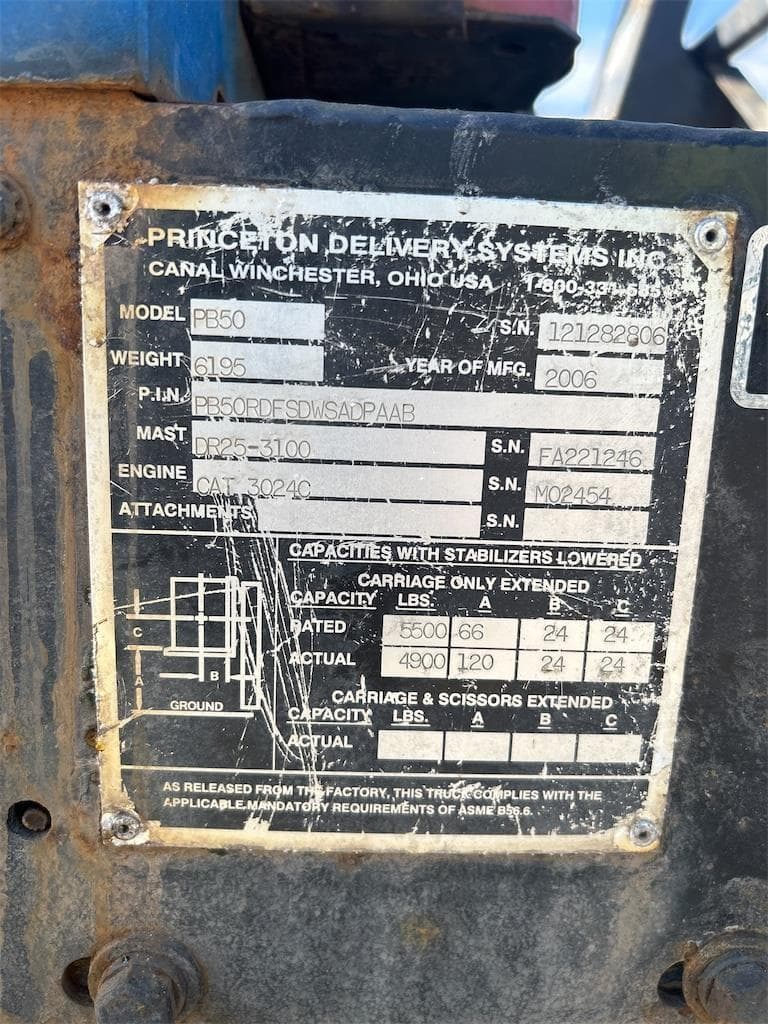 PRINCETON DELIVERY SYSTEMS INC
CANAL WINCHESTER, OHIO USA
MODEL PB50 S.N. 121282806
WEIGHT 6195 YEAR OF MFG. 2006
P.I.N. PB50RDFSDWSADPAAB
MAST DR25-3100 S.N. FA221246
ENGINE CAT 3024C S.N. M02454
ATTACHMENTS S.N.
CAPACITIES WITH STABILIZERS LOWERED
CARRIAGE ONLY EXTENDED
CAPACITY LBS. A B C
RATED 5500 66 24 24
ACTUAL 4900 120 24 24
C
A
B
GROUND
CARRIAGE & SCISSORS EXTENDED
CAPACITY LBS. A B C
ACTUAL
AS RELEASED FROM THE FACTORY, THIS TRUCK COMPLIES WITH THE
APPLICABLE MANDATORY REQUIREMENTS OF ASME B56.6.